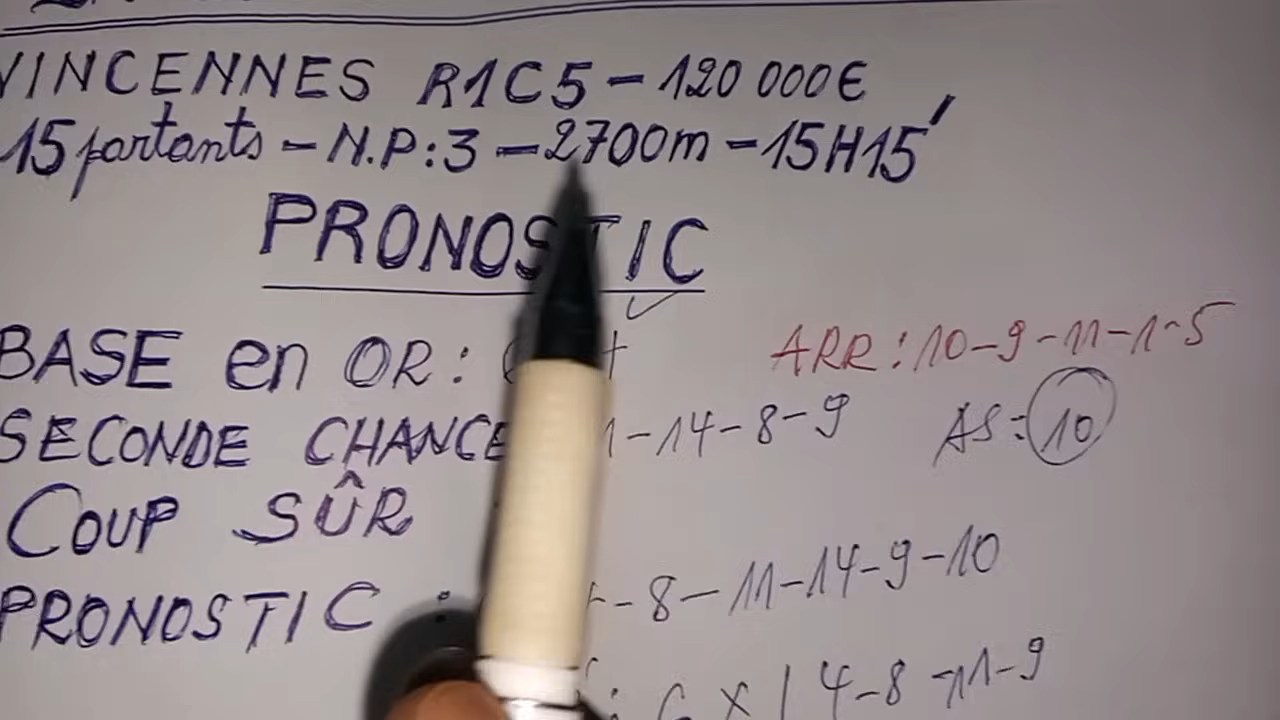 VINCENNES R1C5 - 120 000€
15 partants - N.P:3 - 2700m - 15H15'
PRONOSTIC
BASE en OR :
ARR : 10-9-11-1-5
SECONDE CHANCE 1-14-8-9
AS = 10
COUP SÛR
PRONOSTIC : -8-11-14-9-10
: 6 X / 4-8-11-9